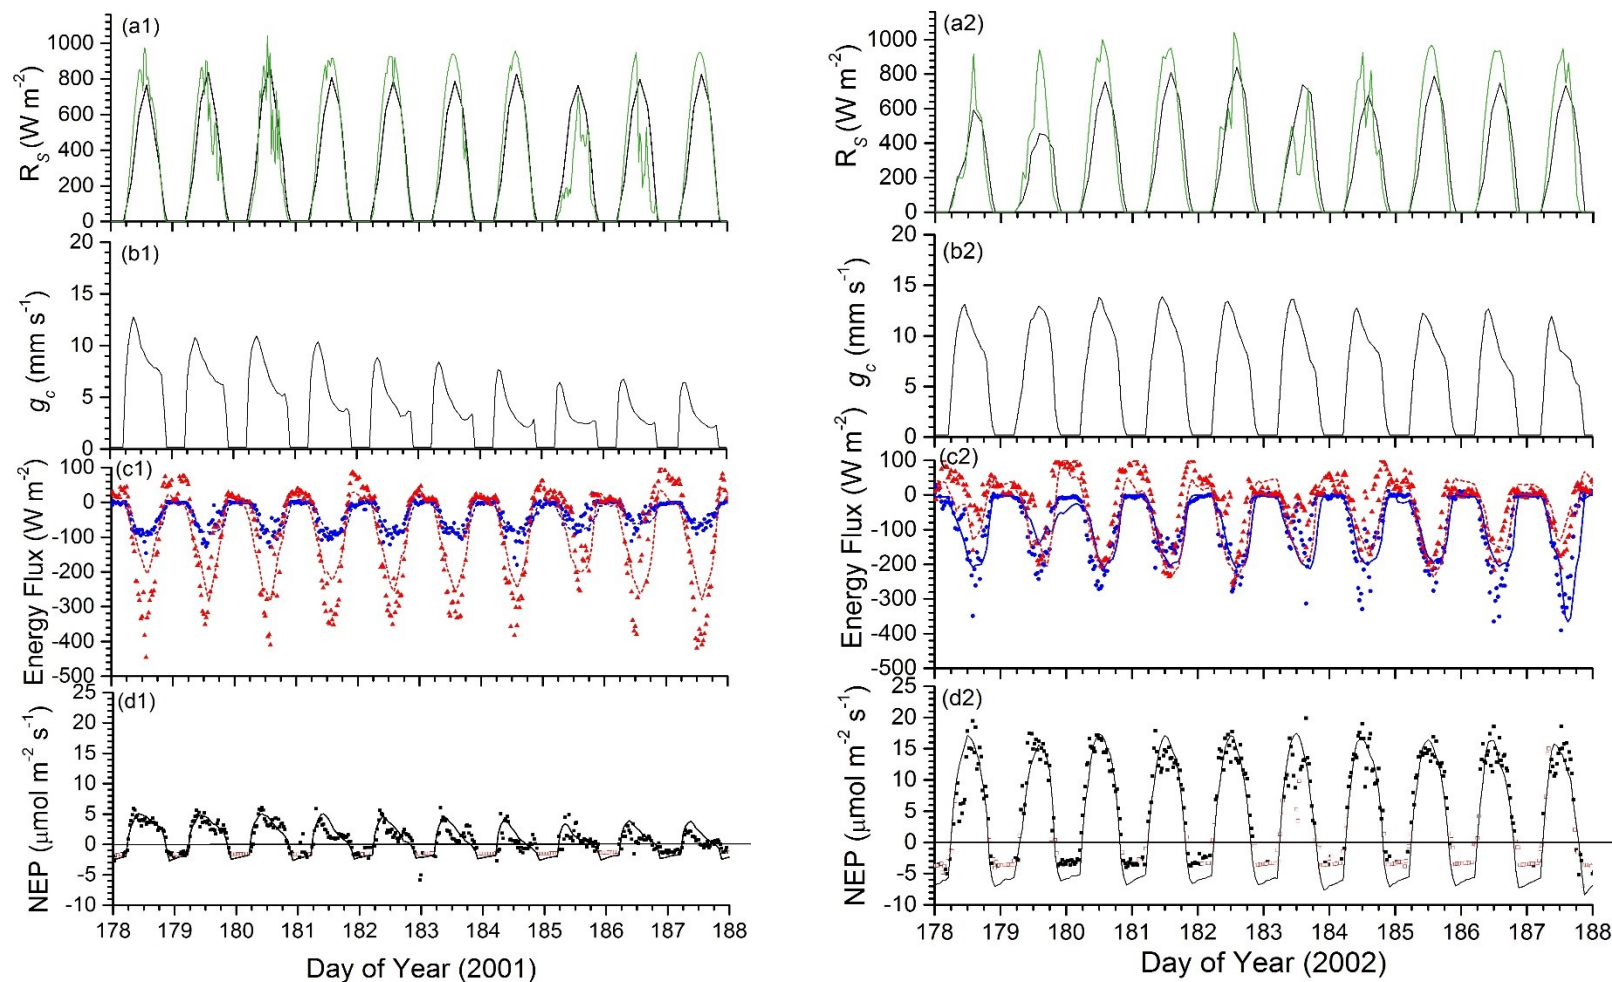 (a1)
R_S (W m⁻²)
1000
800
600
400
200
0
(b1)
g_c (mm s⁻¹)
20
15
10
5
0
(c1)
Energy Flux (W m⁻²)
100
0
-100
-200
-300
-400
-500
(d1)
NEP (μmol m⁻² s⁻¹)
25
20
15
10
5
0
-5
-10
178 179 180 181 182 183 184 185 186 187 188
Day of Year (2001)
(a2)
R_S (W m⁻²)
1000
800
600
400
200
0
(b2)
g_c (mm s⁻¹)
20
15
10
5
0
(c2)
Energy Flux (W m⁻²)
100
0
-100
-200
-300
-400
-500
(d2)
NEP (μmol m⁻² s⁻¹)
25
20
15
10
5
0
-5
-10
178 179 180 181 182 183 184 185 186 187 188
Day of Year (2002)